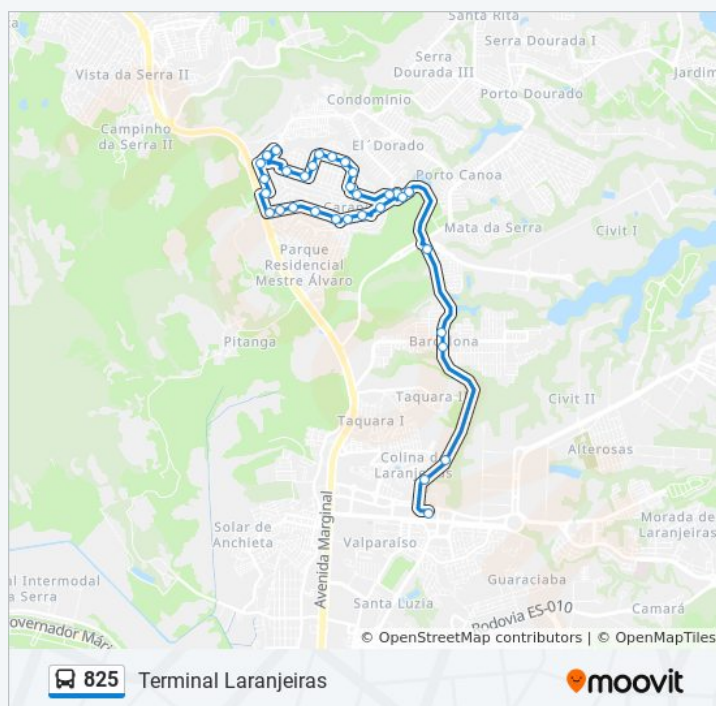 Santa Rita
Serra Dourada I
Vista da Serra II
Serra
Dourada III
Jardim
Condomínio
Porto Dourado
Campinho
da Serra II
El´Dorado
Porto Canoa
Mata da Serra
Civit I
Parque
Residencial
Mestre Álvaro
Pitanga
Taquara I
Civit II
Taquara I
Alterosas
Colina de
Laranjeiras
Avenida Marginal
Solar de
Anchieta
Morada de
Laranjeiras
Valparaíso
al Intermodal
a Serra
Guaraciaba
Santa Luzia
Camará
Rodovia ES-010
overnador Már
© OpenStreetMap contributors | © OpenMapTiles
825 Terminal Laranjeiras
moovit